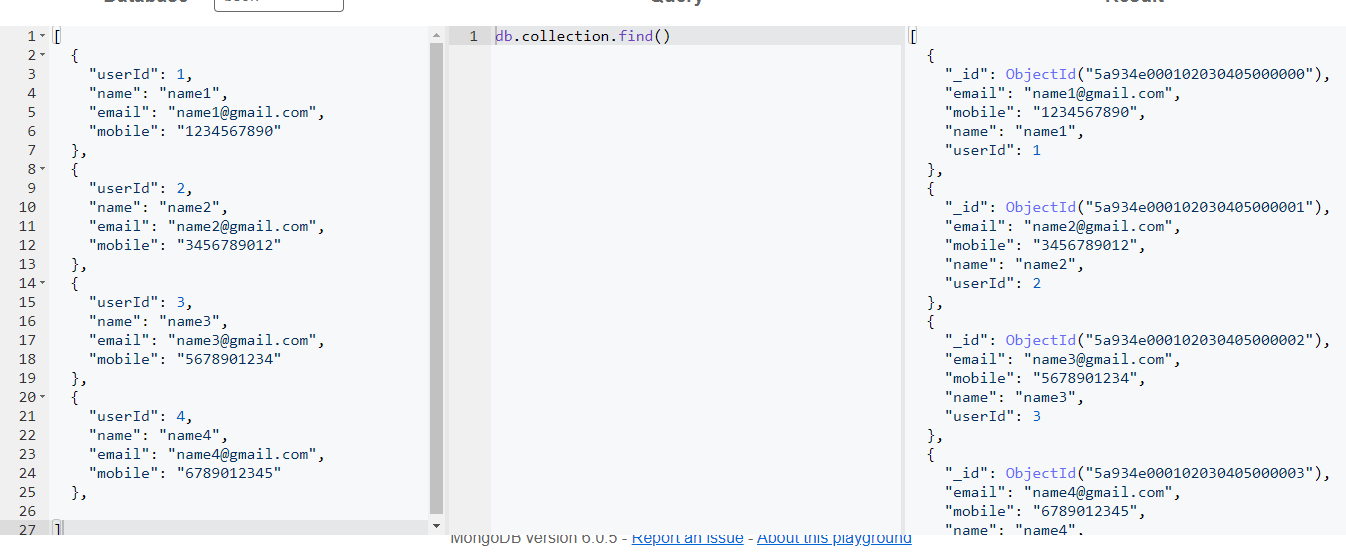 Database
Query
Result
1 [
2 {
3 "userId": 1,
4 "name": "name1",
5 "email": "name1@gmail.com",
6 "mobile": "1234567890"
7 },
8 {
9 "userId": 2,
10 "name": "name2",
11 "email": "name2@gmail.com",
12 "mobile": "3456789012"
13 },
14 {
15 "userId": 3,
16 "name": "name3",
17 "email": "name3@gmail.com",
18 "mobile": "5678901234"
19 },
20 {
21 "userId": 4,
22 "name": "name4",
23 "email": "name4@gmail.com",
24 "mobile": "6789012345"
25 },
26
27 ]
1 db.collection.find()
[
{
"_id": ObjectId("5a934e000102030405000000"),
"email": "name1@gmail.com",
"mobile": "1234567890",
"name": "name1",
"userId": 1
},
{
"_id": ObjectId("5a934e000102030405000001"),
"email": "name2@gmail.com",
"mobile": "3456789012",
"name": "name2",
"userId": 2
},
{
"_id": ObjectId("5a934e000102030405000002"),
"email": "name3@gmail.com",
"mobile": "5678901234",
"name": "name3",
"userId": 3
},
{
"_id": ObjectId("5a934e000102030405000003"),
"email": "name4@gmail.com",
"mobile": "6789012345",
"name": "name4",
MongoDB version 6.0.5 - Report an issue - About this playground